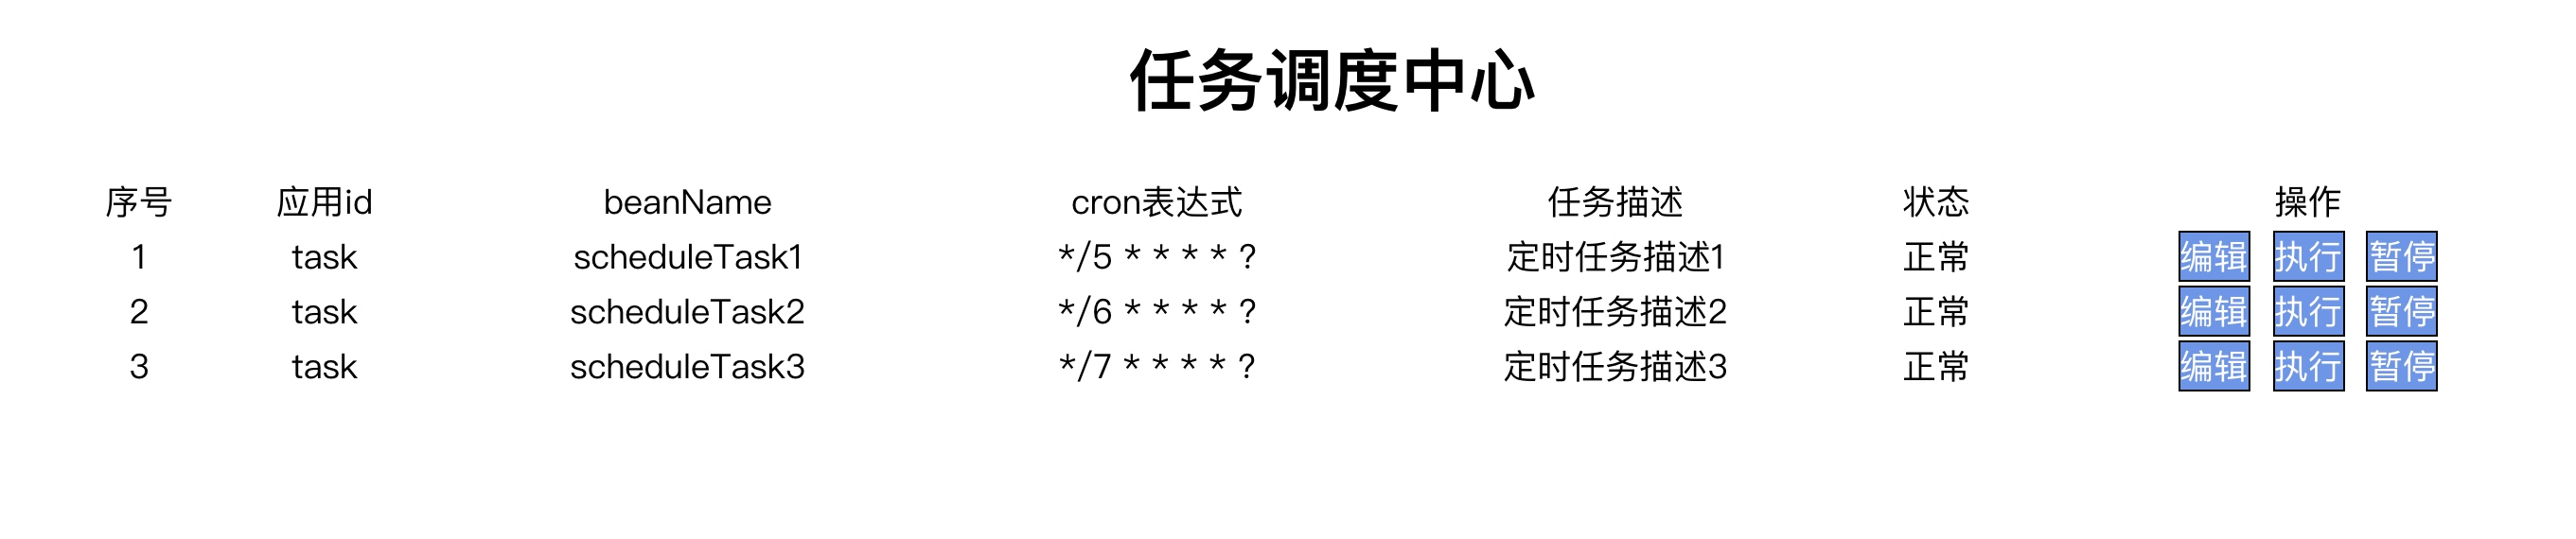 任务调度中心
序号 应用id beanName cron表达式 任务描述 状态 操作
1 task scheduleTask1 */5 * * * * ? 定时任务描述1 正常 编辑 执行 暂停
2 task scheduleTask2 */6 * * * * ? 定时任务描述2 正常 编辑 执行 暂停
3 task scheduleTask3 */7 * * * * ? 定时任务描述3 正常 编辑 执行 暂停